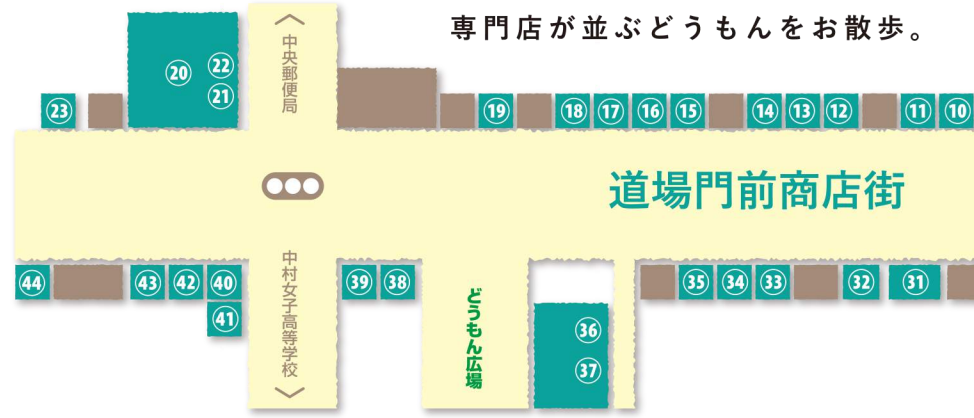 専門店が並ぶどうもんをお散歩。
中央郵便局
⑳ ㉒
㉑
㉓
⑲ ⑱ ⑰ ⑯ ⑮ ⑭ ⑬ ⑫ ⑪ ⑩
道場門前商店街
㊹ ㊸ ㊷ ㊵ ㊴ ㊳ ㉟ ㉞ ㉝ ㉜ ㉛
㊶
中村女子高等学校
どうもん広場
㊱
㊲